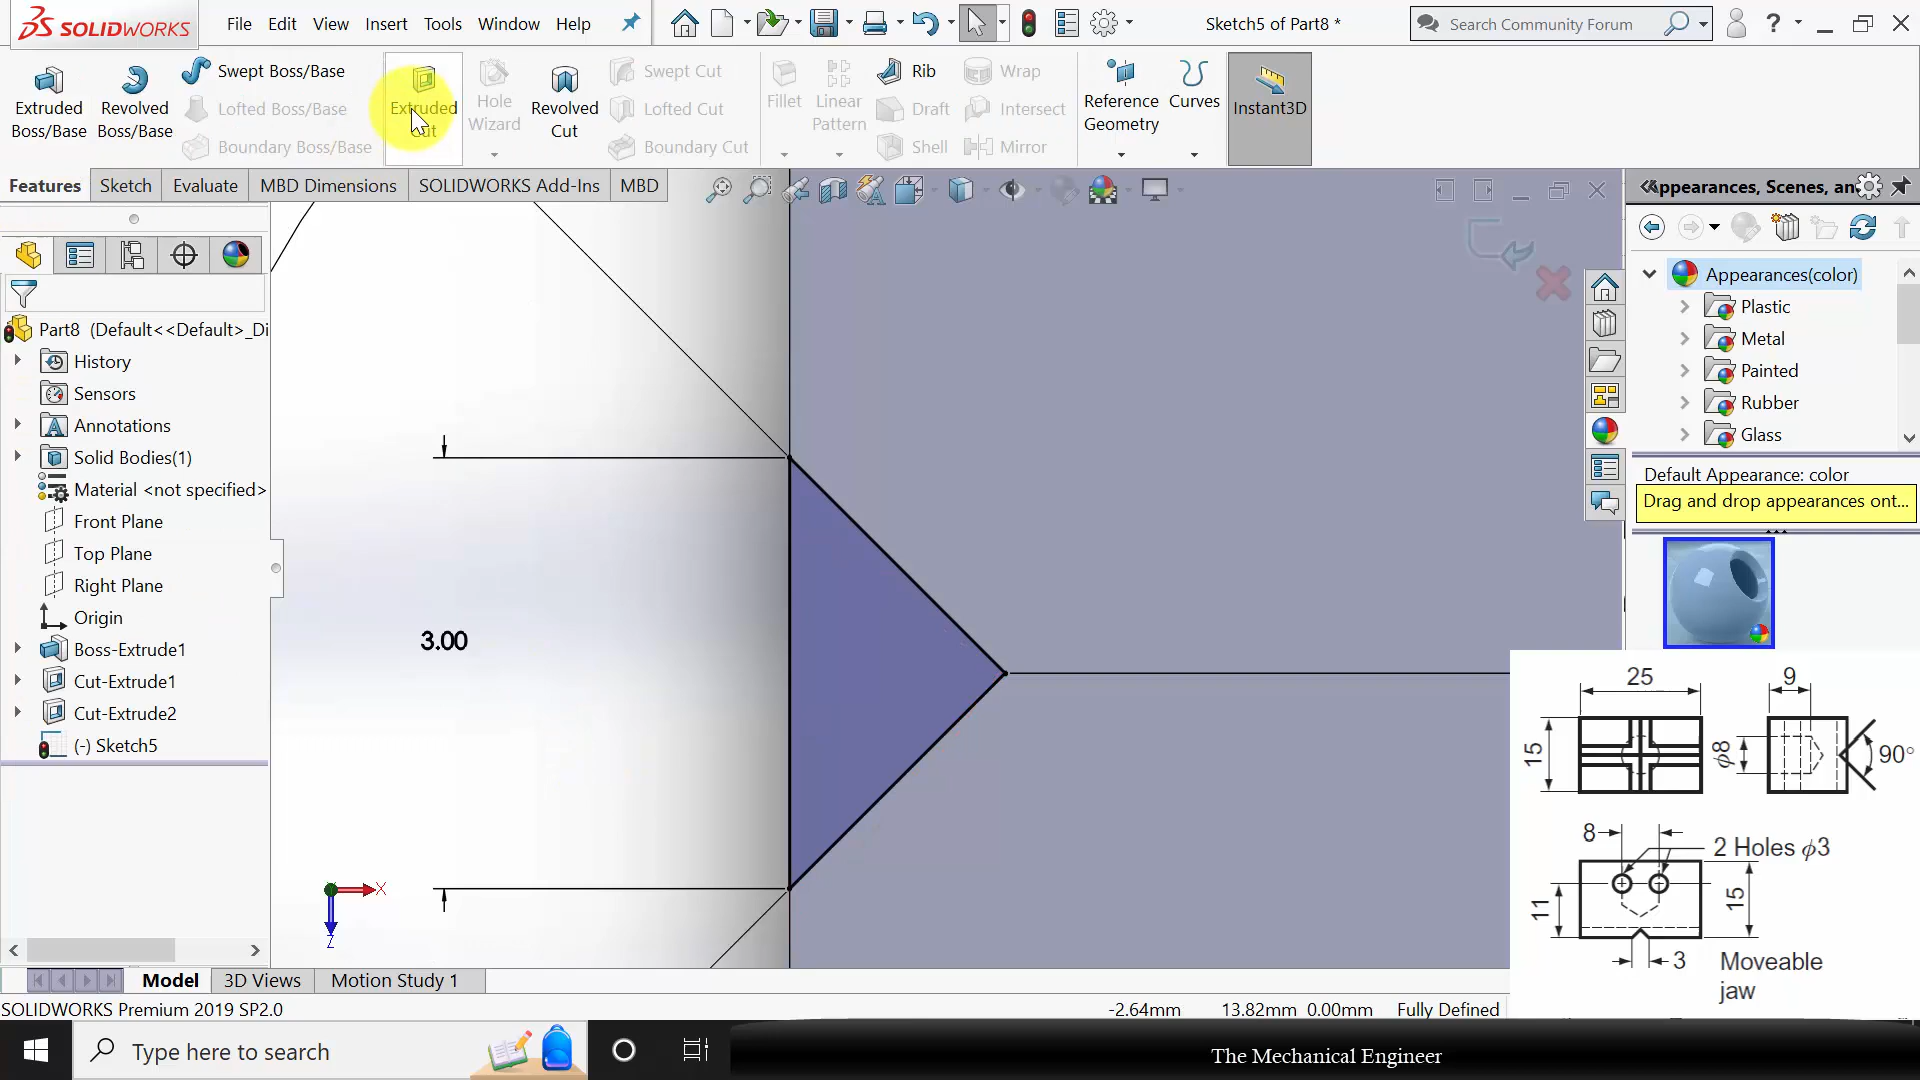 SOLIDWORKS
File Edit View Insert Tools Window Help
Sketch5 of Part8 *
Search Community Forum
Extruded Boss/Base
Revolved Boss/Base
Swept Boss/Base
Lofted Boss/Base
Boundary Boss/Base
Extruded Cut
Hole Wizard
Revolved Cut
Swept Cut
Lofted Cut
Boundary Cut
Fillet
Linear Pattern
Rib
Draft
Shell
Wrap
Intersect
Mirror
Reference Geometry
Curves
Instant3D
Features Sketch Evaluate MBD Dimensions SOLIDWORKS Add-Ins MBD
Part8 (Default<<Default>_Di
History
Sensors
Annotations
Solid Bodies(1)
Material <not specified>
Front Plane
Top Plane
Right Plane
Origin
Boss-Extrude1
Cut-Extrude1
Cut-Extrude2
(-) Sketch5
3.00
X
Z
Appearances, Scenes, an
Appearances(color)
Plastic
Metal
Painted
Rubber
Glass
Default Appearance: color
Drag and drop appearances ont...
25
9
15
ϕ8
90°
8
2 Holes ϕ3
11
15
3
Moveable
jaw
Model 3D Views Motion Study 1
SOLIDWORKS Premium 2019 SP2.0
-2.64mm 13.82mm 0.00mm Fully Defined
Type here to search
The Mechanical Engineer